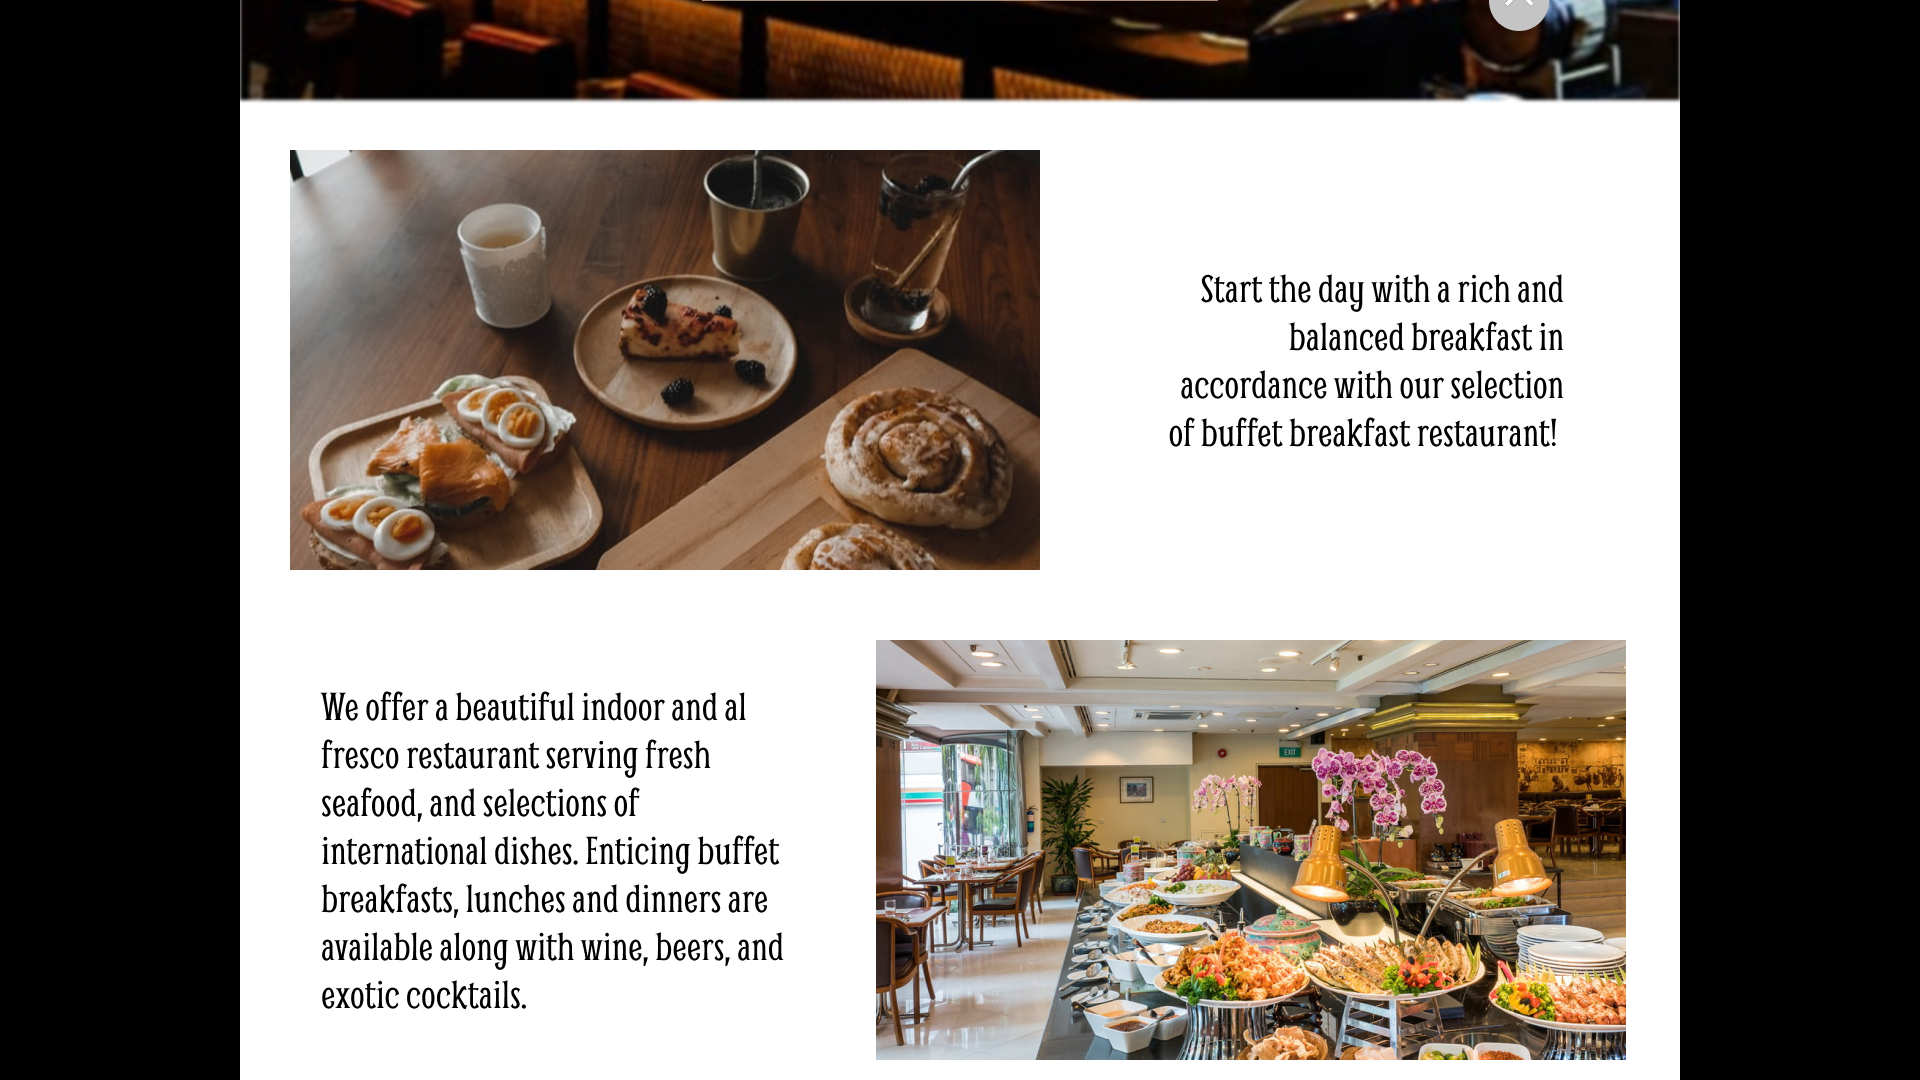 Start the day with a rich and
balanced breakfast in
accordance with our selection
of buffet breakfast restaurant!
We offer a beautiful indoor and al
fresco restaurant serving fresh
seafood, and selections of
international dishes. Enticing buffet
breakfasts, lunches and dinners are
available along with wine, beers, and
exotic cocktails.
EXIT